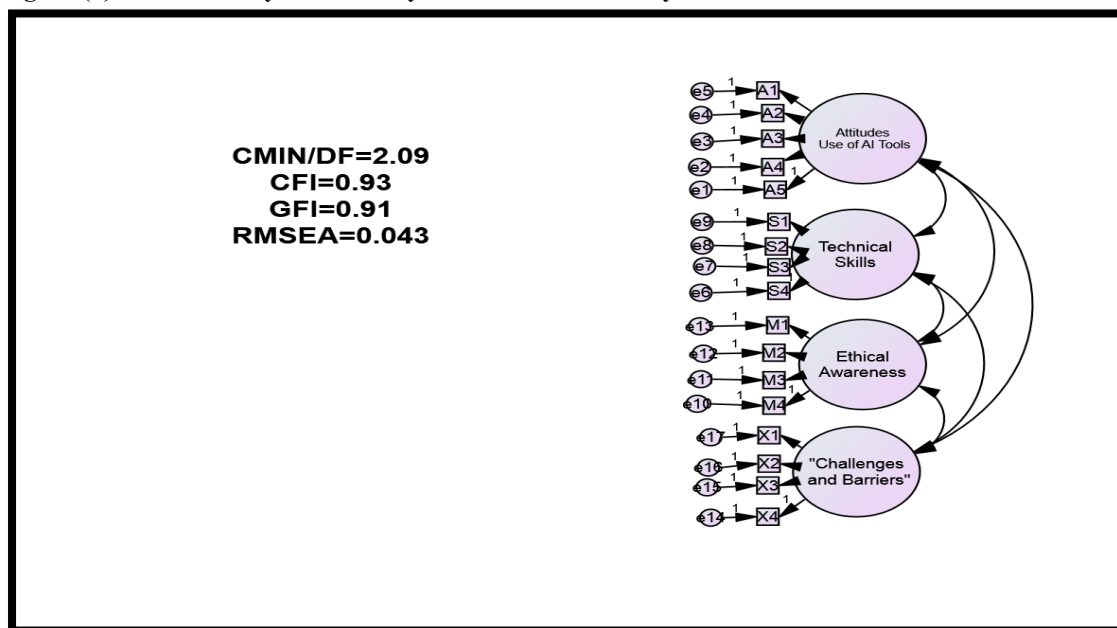 CMIN/DF=2.09
CFI=0.93
GFI=0.91
RMSEA=0.043
e5 1 A1
e4 1 A2
e3 1 A3
e2 1 A4
e1 1 A5 1
Attitudes
Use of AI Tools
e9 1 S1
e8 1 S2
e7 1 S3
e6 1 S4 1
Technical
Skills
e13 1 M1
e12 1 M2
e11 1 M3
e10 1 M4 1
Ethical
Awareness
e17 1 X1
e16 1 X2
e15 1 X3
e14 1 X4 1
"Challenges
and Barriers"